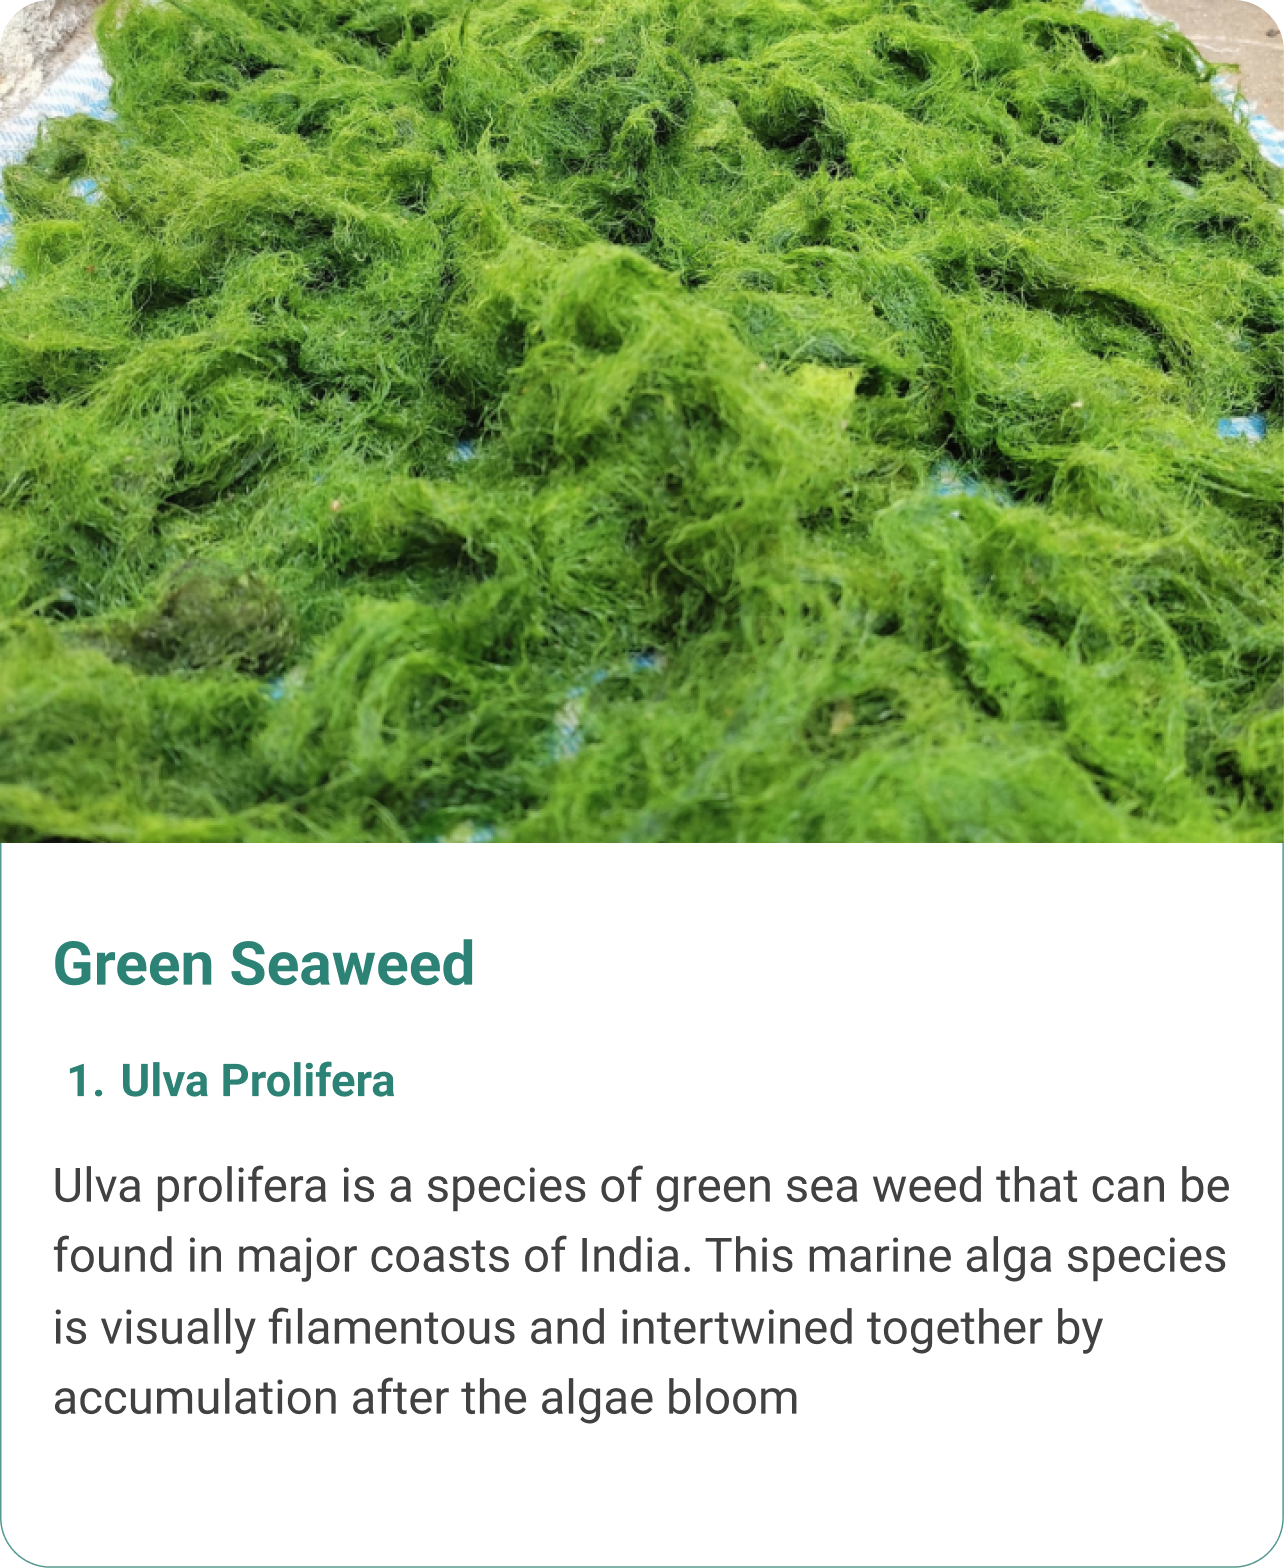 Green Seaweed
1. Ulva Prolifera
Ulva prolifera is a species of green sea weed that can be
found in major coasts of India. This marine alga species
is visually filamentous and intertwined together by
accumulation after the algae bloom